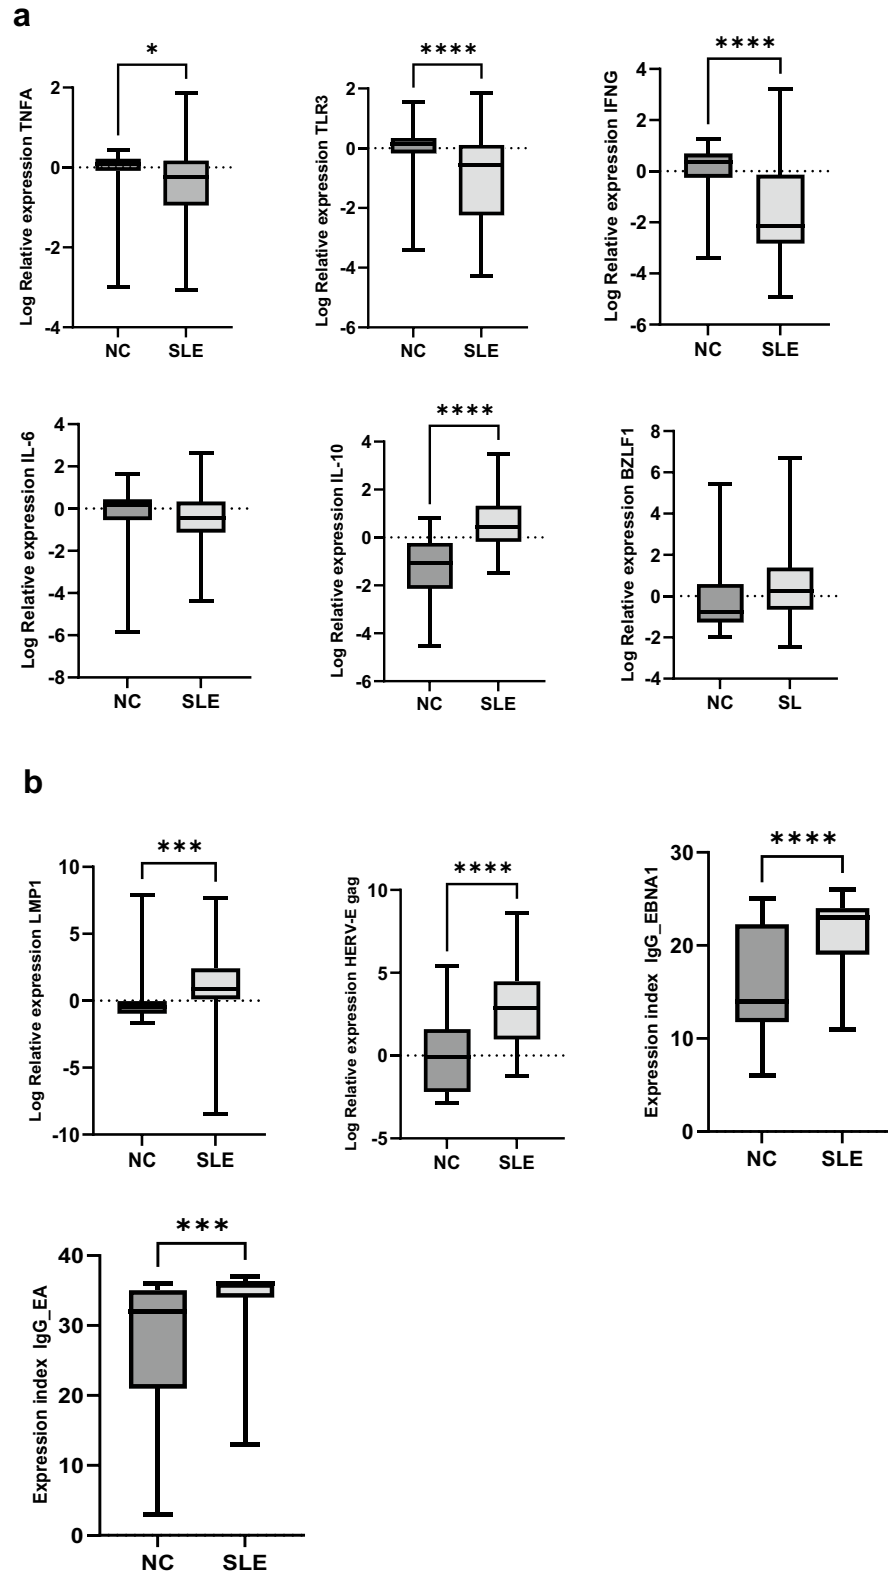 a
*
Log Relative expression TNFA
2
0
-2
-4
NC SLE
****
Log Relative expression TLR3
2
0
-2
-4
-6
NC SLE
****
Log Relative expression IFNG
4
2
0
-2
-4
-6
NC SLE
Log Relative expression IL-6
4
2
0
-2
-4
-6
-8
NC SLE
****
Log Relative expression IL-10
4
2
0
-2
-4
-6
NC SLE
Log Relative expression BZLF1
8
6
4
2
0
-2
-4
NC SL
b
***
Log Relative expression LMP1
10
5
0
-5
-10
NC SLE
****
Log Relative expression HERV-E gag
10
5
0
-5
NC SLE
****
Expression index IgG_EBNA1
30
20
10
0
NC SLE
***
Expression index IgG_EA
40
30
20
10
0
NC SLE